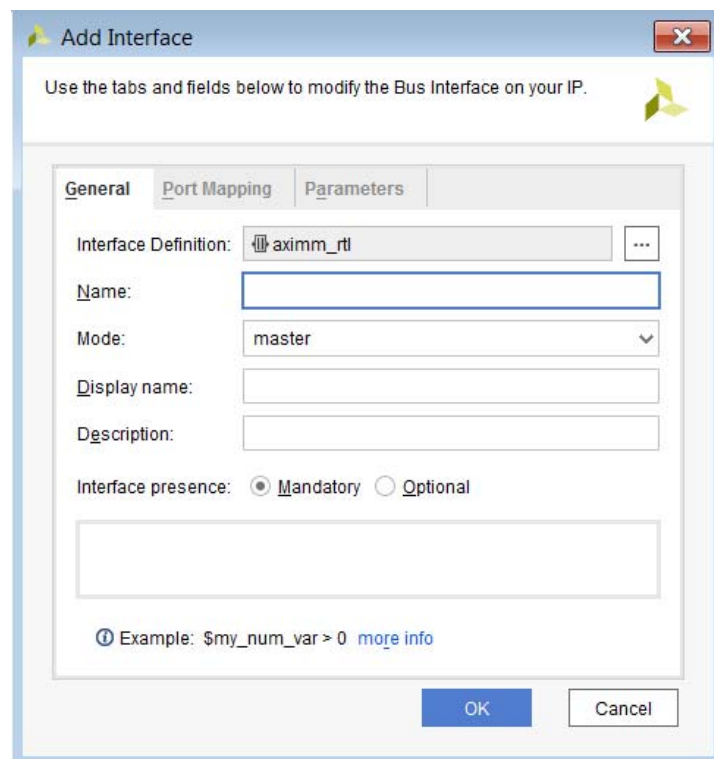 Add Interface
Use the tabs and fields below to modify the Bus Interface on your IP.
General Port Mapping Parameters
Interface Definition: aximm_rtl ...
Name:
Mode: master
Display name:
Description:
Interface presence: Mandatory Optional
Example: $my_num_var > 0 more info
OK Cancel